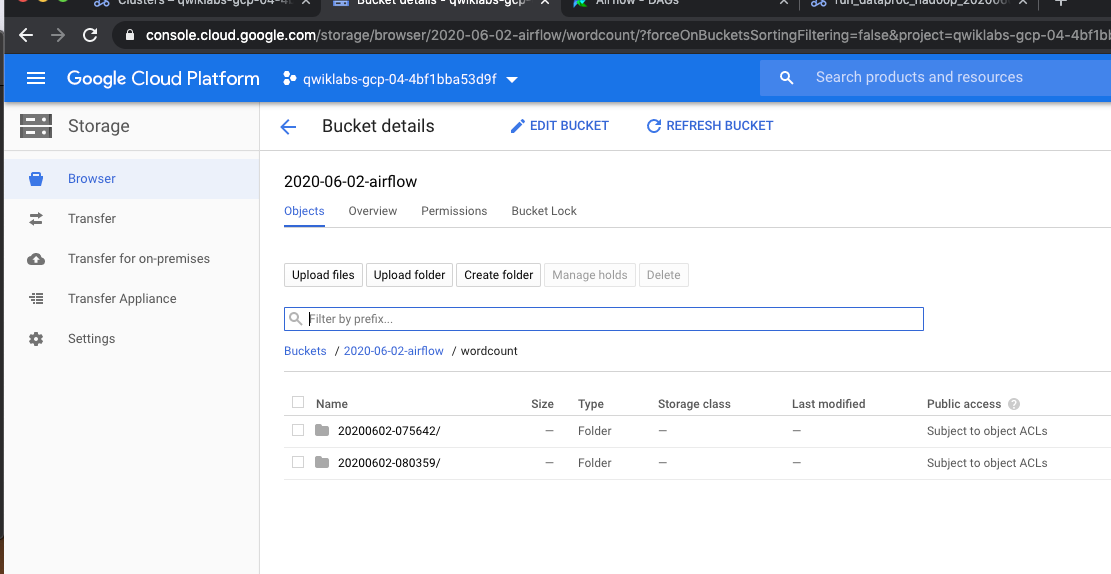 Clusters – qwiklabs-gcp-04-4
Bucket details - qwiklabs-gcp-
Airflow - DAGs
run_dataproc_hadoop_202006
console.cloud.google.com/storage/browser/2020-06-02-airflow/wordcount/?forceOnBucketsSortingFiltering=false&project=qwiklabs-gcp-04-4bf1bb
Google Cloud Platform
qwiklabs-gcp-04-4bf1bba53d9f
Search products and resources
Storage
Bucket details
EDIT BUCKET
REFRESH BUCKET
Browser
Transfer
Transfer for on-premises
Transfer Appliance
Settings
2020-06-02-airflow
Objects Overview Permissions Bucket Lock
Upload files Upload folder Create folder Manage holds Delete
Filter by prefix...
Buckets / 2020-06-02-airflow / wordcount
Name Size Type Storage class Last modified Public access ?
20200602-075642/ — Folder — — Subject to object ACLs
20200602-080359/ — Folder — — Subject to object ACLs